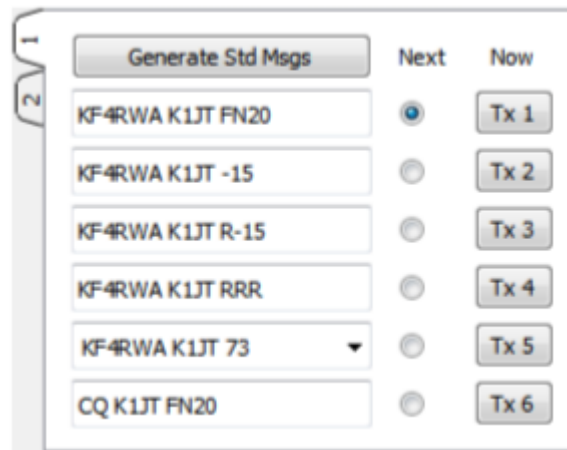 1
2
Generate Std Msgs Next Now
KF4RWA K1JT FN20 Tx 1
KF4RWA K1JT -15 Tx 2
KF4RWA K1JT R-15 Tx 3
KF4RWA K1JT RRR Tx 4
KF4RWA K1JT 73 Tx 5
CQ K1JT FN20 Tx 6